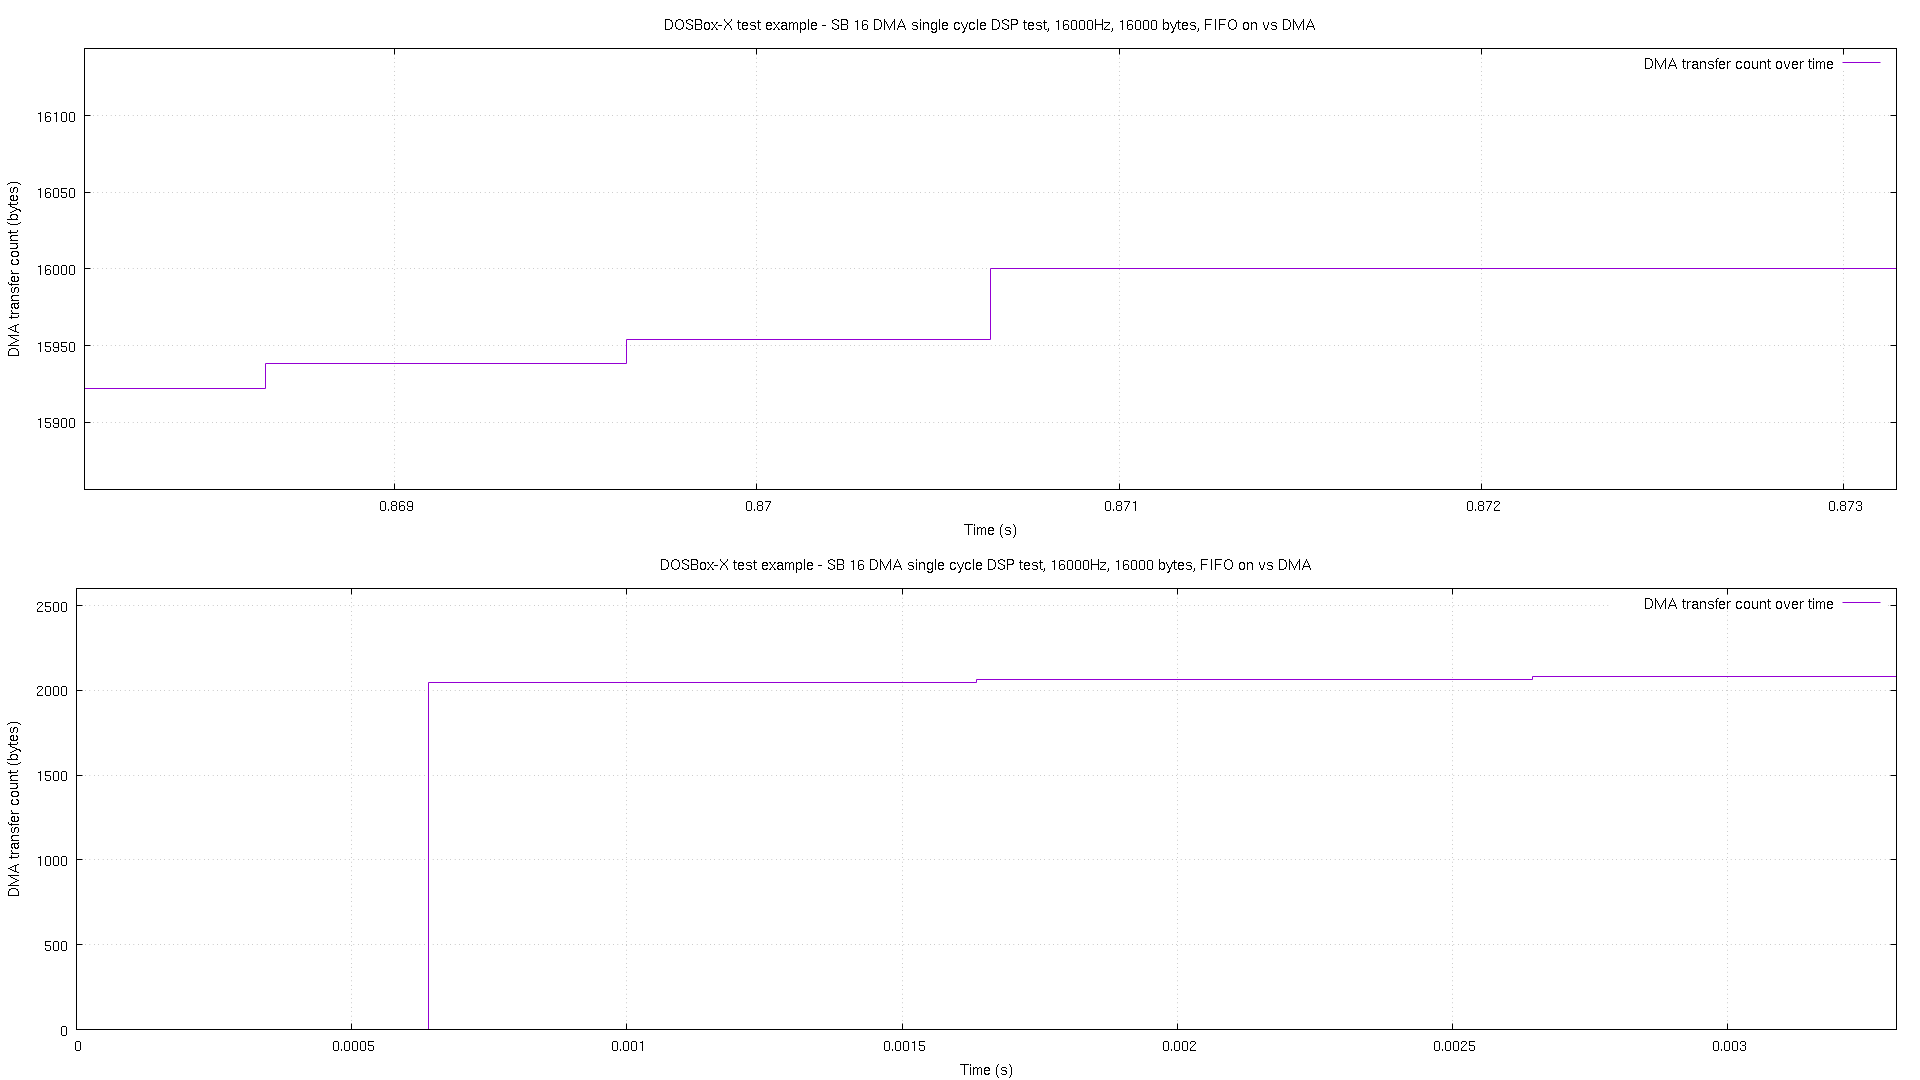 DOSBox-X test example - SB 16 DMA single cycle DSP test, 16000Hz, 16000 bytes, FIFO on vs DMA
DMA transfer count over time
DMA transfer count (bytes)
16100
16050
16000
15950
15900
0.869 0.87 0.871 0.872 0.873
Time (s)
DOSBox-X test example - SB 16 DMA single cycle DSP test, 16000Hz, 16000 bytes, FIFO on vs DMA
DMA transfer count over time
DMA transfer count (bytes)
2500
2000
1500
1000
500
0
0 0.0005 0.001 0.0015 0.002 0.0025 0.003
Time (s)